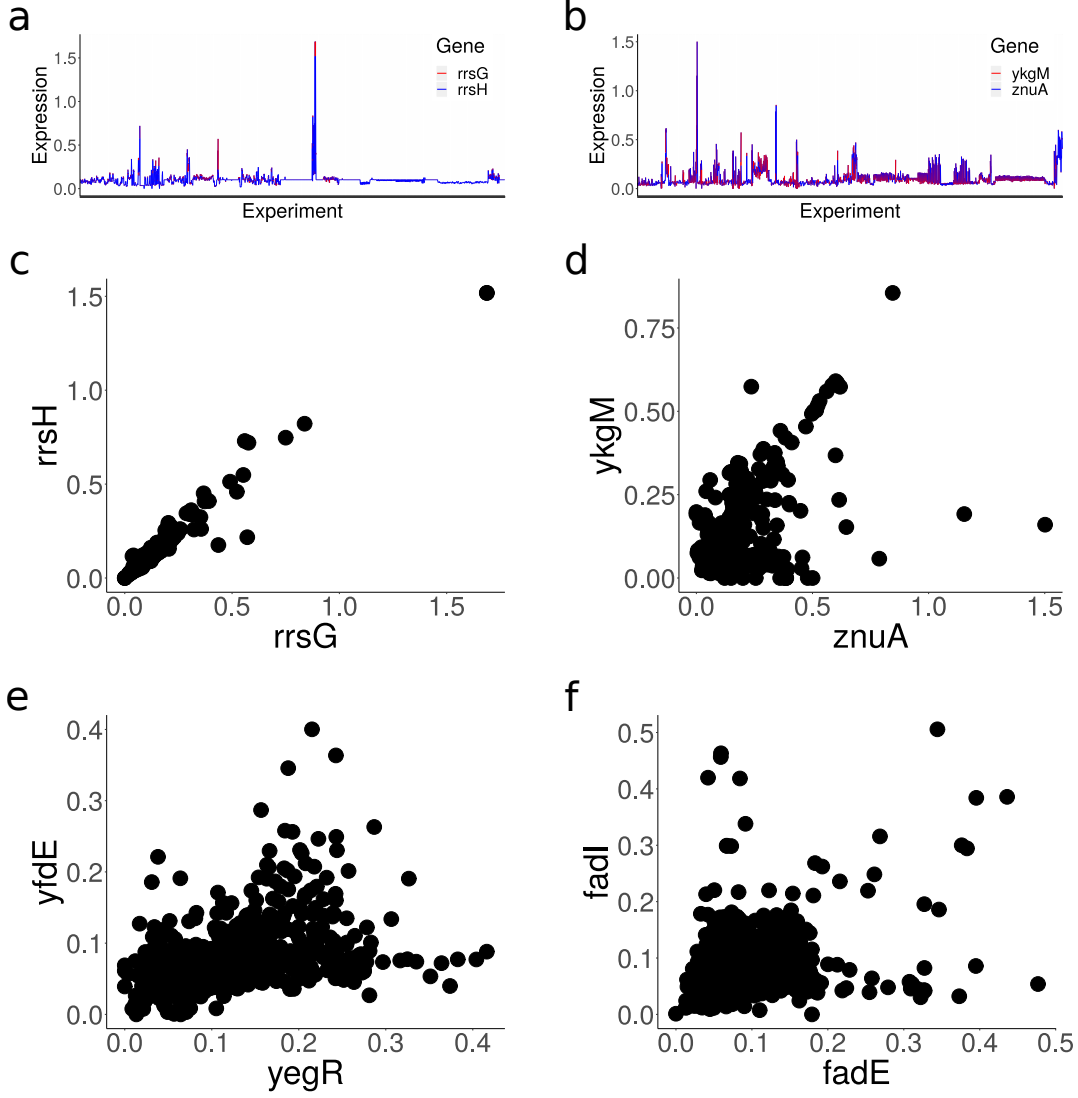 a
Expression
1.5
1.0
0.5
0.0
Experiment
Gene
rrsG
rrsH
b
Expression
1.5
1.0
0.5
0.0
Experiment
Gene
ykgM
znuA
c
rrsH
1.5
1.0
0.5
0.0
0.0 0.5 1.0 1.5
rrsG
d
ykgM
0.75
0.50
0.25
0.00
0.0 0.5 1.0 1.5
znuA
e
yfdE
0.4
0.3
0.2
0.1
0.0
0.0 0.1 0.2 0.3 0.4
yegR
f
fadI
0.5
0.4
0.3
0.2
0.1
0.0
0.0 0.1 0.2 0.3 0.4 0.5
fadE